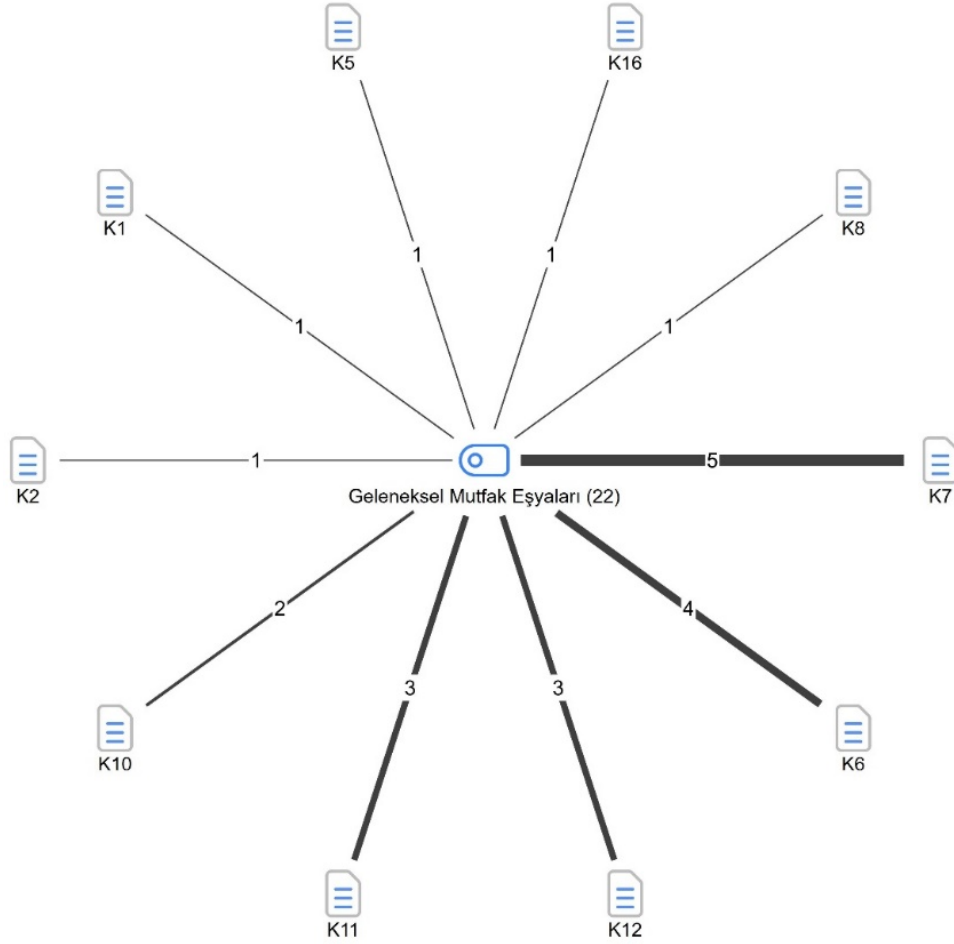 K5
K16
K1
K8
1
1
1
1
K2
1
5
K7
Geleneksel Mutfak Eşyaları (22)
2
4
3
3
K10
K6
K11
K12